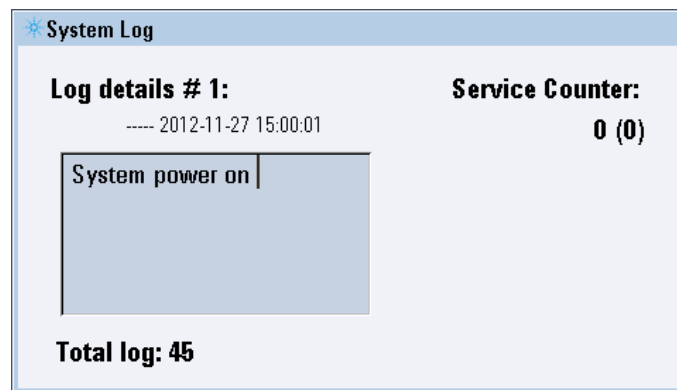 System Log
Log details # 1:
Service Counter:
----- 2012-11-27 15:00:01
0 (0)
System power on
Total log: 45